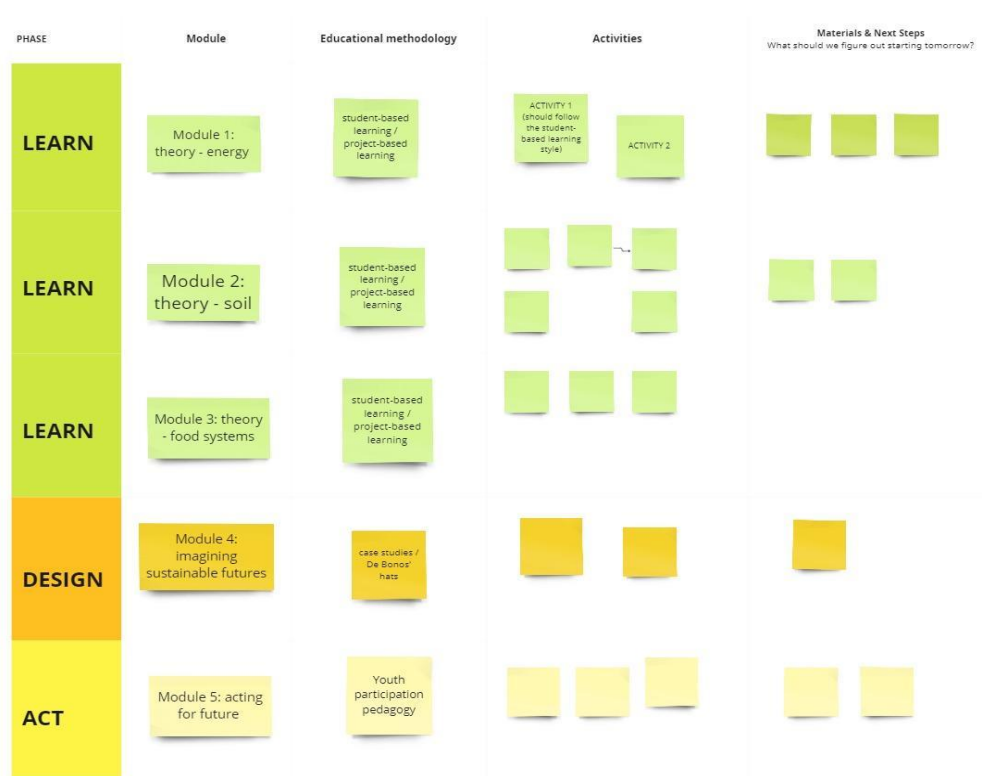 PHASE
Module
Educational methodology
Activities
Materials & Next Steps
What should we figure out starting tomorrow?
LEARN
Module 1:
theory - energy
student-based
learning /
project-based
learning
ACTIVITY 1
(should follow
the student-
based learning
style)
ACTIVITY 2
LEARN
Module 2:
theory - soil
student-based
learning /
project-based
learning
LEARN
Module 3: theory
- food systems
student-based
learning /
project-based
learning
DESIGN
Module 4:
imagining
sustainable futures
case studies /
De Bonos'
hats
ACT
Module 5: acting
for future
Youth
participation
pedagogy